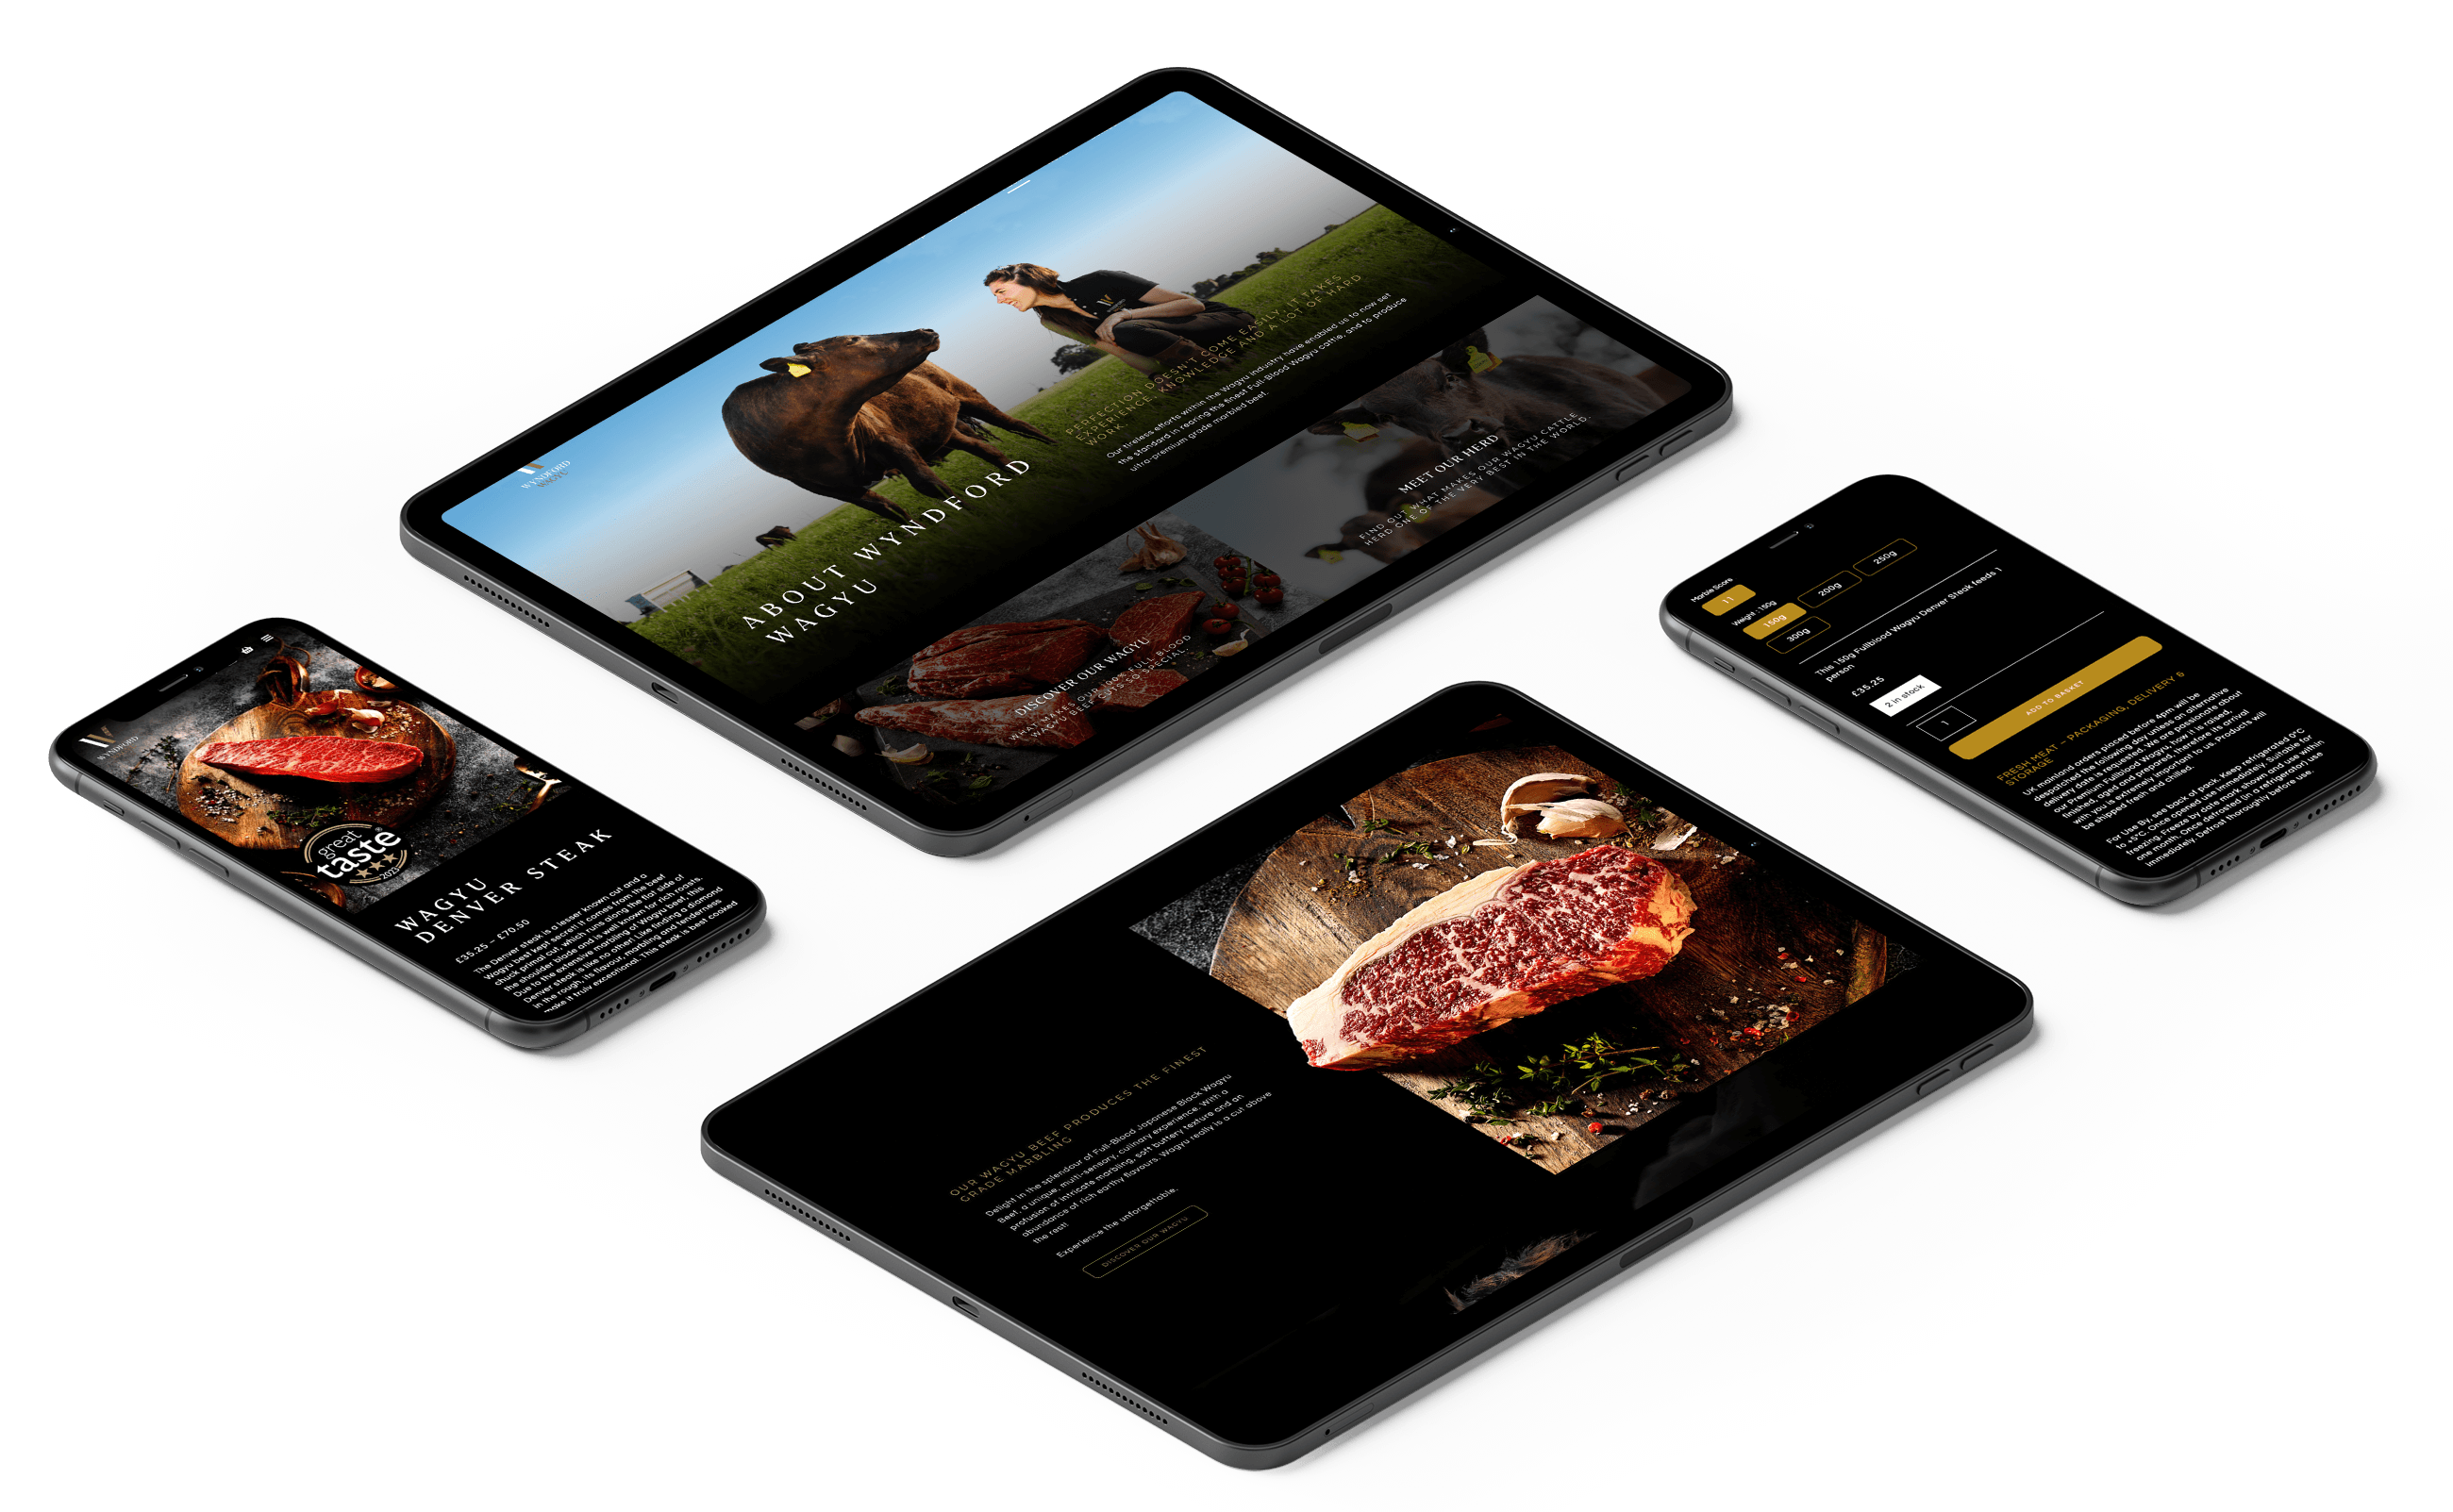 WYNDFORD
WAGYU
ABOUT WYNDFORD
WAGYU
PERFECTION DOESN'T COME EASILY, IT TAKES
EXPERIENCE, KNOWLEDGE AND A LOT OF HARD
WORK.
Our tireless efforts within the Wagyu industry have enabled us to now set
the standard in rearing the finest Full-Blood Wagyu cattle, and to produce
ultra-premium grade marbled beef.
DISCOVER OUR WAGYU
WHAT MAKES OUR 100% FULL BLOOD
WAGYU BEEF CUTS SO SPECIAL.
MEET OUR HERD
FIND OUT WHAT MAKES OUR WAGYU CATTLE
HERD ONE OF THE VERY BEST IN THE WORLD.
WYNDFORD
great
taste
2023
WAGYU
DENVER STEAK
£35.25 – £70.50
The Denver steak is a lesser known cut and a
Wagyu best kept secret! It comes from the beef
chuck primal cut, which runs along the flat side of
the shoulder blade and is well known for rich roasts.
Due to the extensive marbling of Wagyu beef, this
Denver steak is like no other! Like finding a diamond
in the rough, its flavour, marbling and tenderness
make it truly exceptional. This steak is best cooked
Marble Score
11
Weight : 150g
150g
200g
250g
300g
This 150g Fullblood Wagyu Denver Steak feeds 1
person
£35.25
2 in stock
1
ADD TO BASKET
FRESH MEAT – PACKAGING, DELIVERY &
STORAGE
UK mainland orders placed before 4pm will be
despatched the following day unless an alternative
delivery date is requested. We are passionate about
our Premium Fullblood Wagyu, how it is raised,
finished, aged and prepared, therefore its arrival
with you is extremely important to us. Products will
be shipped fresh and chilled.
For Use By: see back of pack. Keep refrigerated 0°C
to +5°C. Once opened use immediately. Suitable for
freezing. Freeze by date mark shown and use within
one month. Once defrosted (in a refrigerator) use
immediately. Defrost thoroughly before use.
OUR WAGYU BEEF PRODUCES THE FINEST
GRADE MARBLING
Delight in the splendour of Full-Blood Japanese Black Wagyu
Beef, a unique, multi-sensory, culinary experience. With a
profusion of intricate marbling, soft buttery texture and an
abundance of rich earthy flavours. Wagyu really is a cut above
the rest!
Experience the unforgettable.
DISCOVER OUR WAGYU